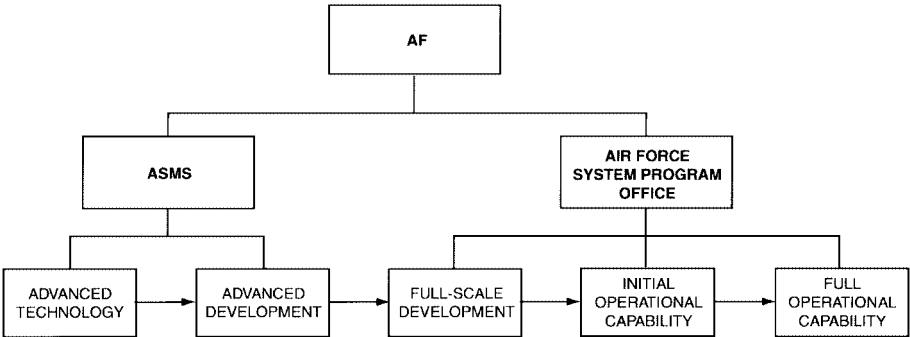 AF
ASMS
AIR FORCE
SYSTEM PROGRAM
OFFICE
ADVANCED
TECHNOLOGY
ADVANCED
DEVELOPMENT
FULL-SCALE
DEVELOPMENT
INITIAL
OPERATIONAL
CAPABILITY
FULL
OPERATIONAL
CAPABILITY